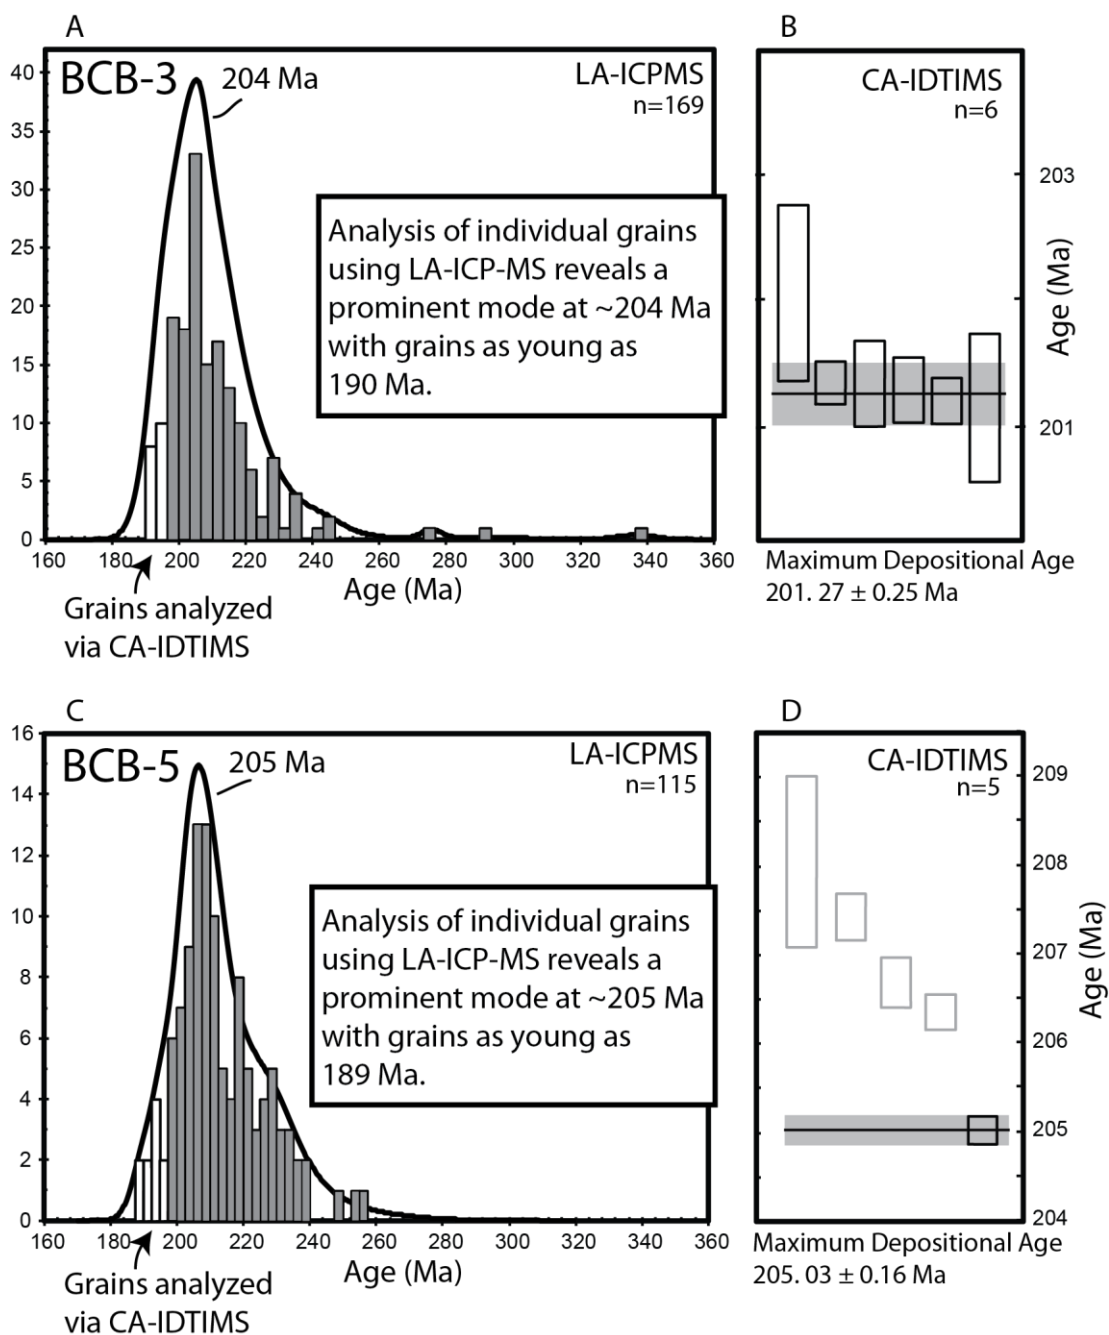 A
BCB-3
204 Ma
LA-ICPMS
n=169
40
35
30
25
20
15
10
5
0
Analysis of individual grains
using LA-ICP-MS reveals a
prominent mode at ~204 Ma
with grains as young as
190 Ma.
160 180 200 220 240 260 280 300 320 340 360
Age (Ma)
Grains analyzed
via CA-IDTIMS
B
CA-IDTIMS
n=6
203
201
Age (Ma)
Maximum Depositional Age
201. 27 ± 0.25 Ma
C
BCB-5
205 Ma
LA-ICPMS
n=115
16
14
12
10
8
6
4
2
0
Analysis of individual grains
using LA-ICP-MS reveals a
prominent mode at ~205 Ma
with grains as young as
189 Ma.
160 180 200 220 240 260 280 300 320 340 360
Age (Ma)
Grains analyzed
via CA-IDTIMS
D
CA-IDTIMS
n=5
209
208
207
206
205
204
Age (Ma)
Maximum Depositional Age
205. 03 ± 0.16 Ma